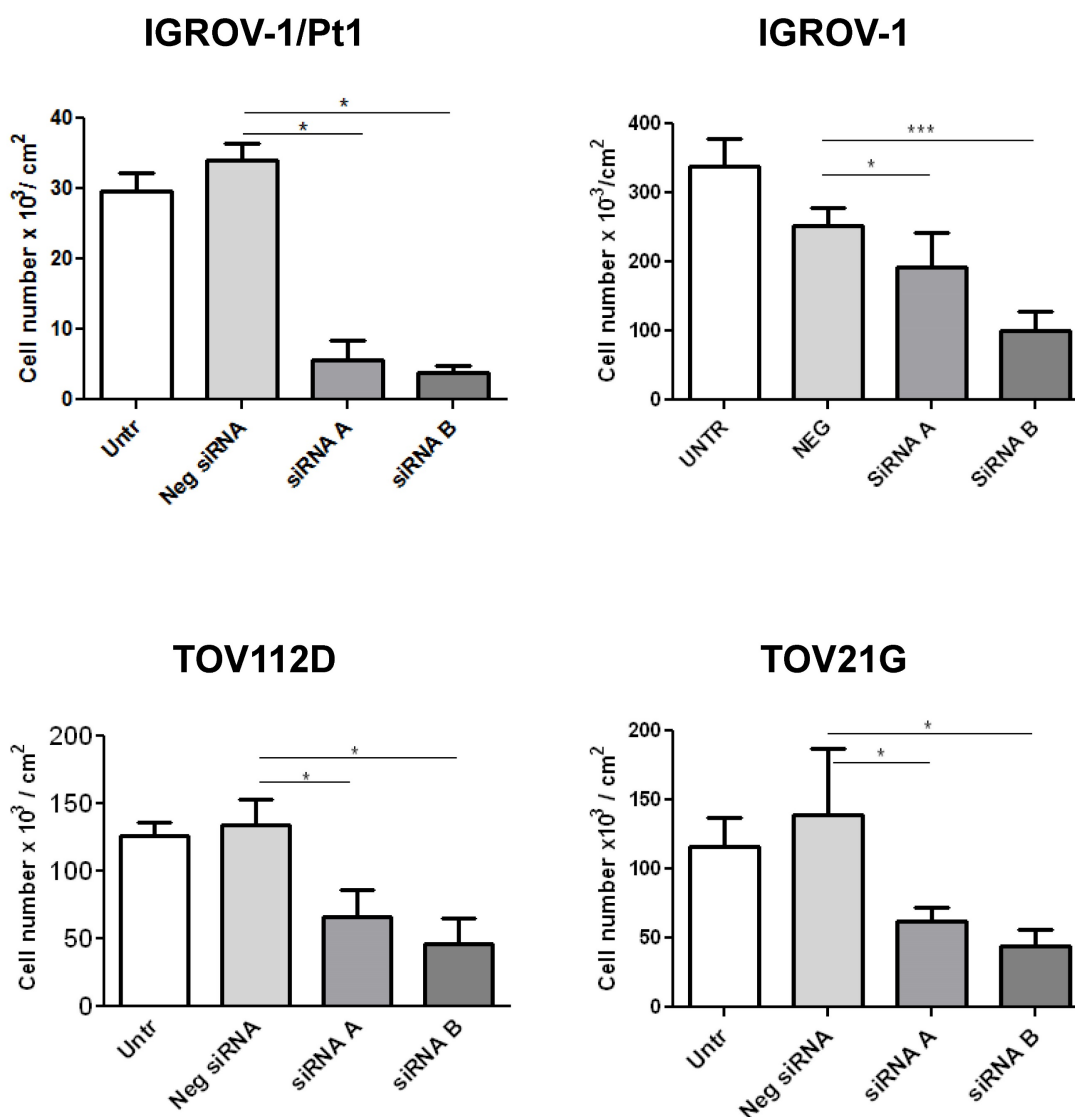 IGROV-1/Pt1
Cell number x 10³/ cm²
40
30
20
10
0
*
*
Untr
Neg siRNA
siRNA A
siRNA B
IGROV-1
Cell number x 10⁻³/cm²
400
300
200
100
0
***
*
UNTR
NEG
SiRNA A
SiRNA B
TOV112D
Cell number x 10³ / cm²
200
150
100
50
0
*
*
Untr
Neg siRNA
siRNA A
siRNA B
TOV21G
Cell number x10³ / cm²
200
150
100
50
0
*
*
Untr
Neg siRNA
siRNA A
siRNA B